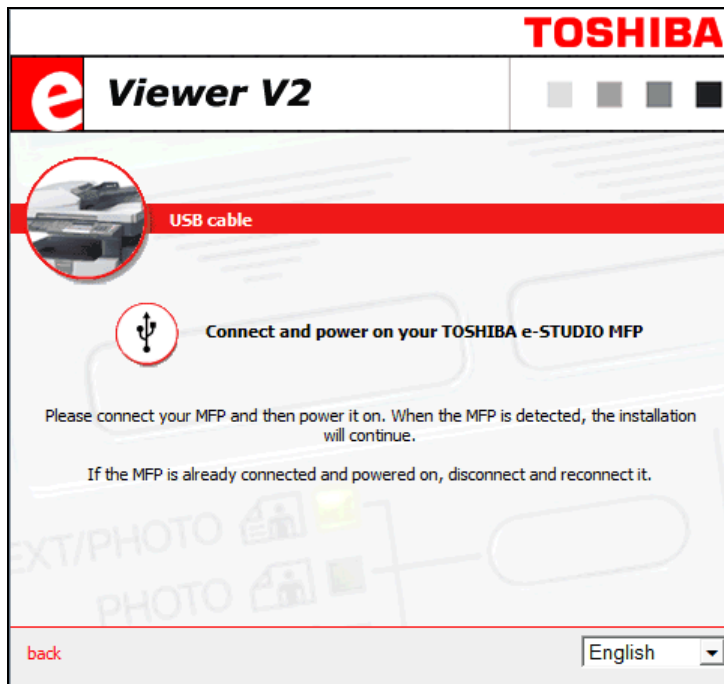 TOSHIBA
e Viewer V2
USB cable
Connect and power on your TOSHIBA e-STUDIO MFP
Please connect your MFP and then power it on. When the MFP is detected, the installation
will continue.
If the MFP is already connected and powered on, disconnect and reconnect it.
EXT/PHOTO
PHOTO
back
English